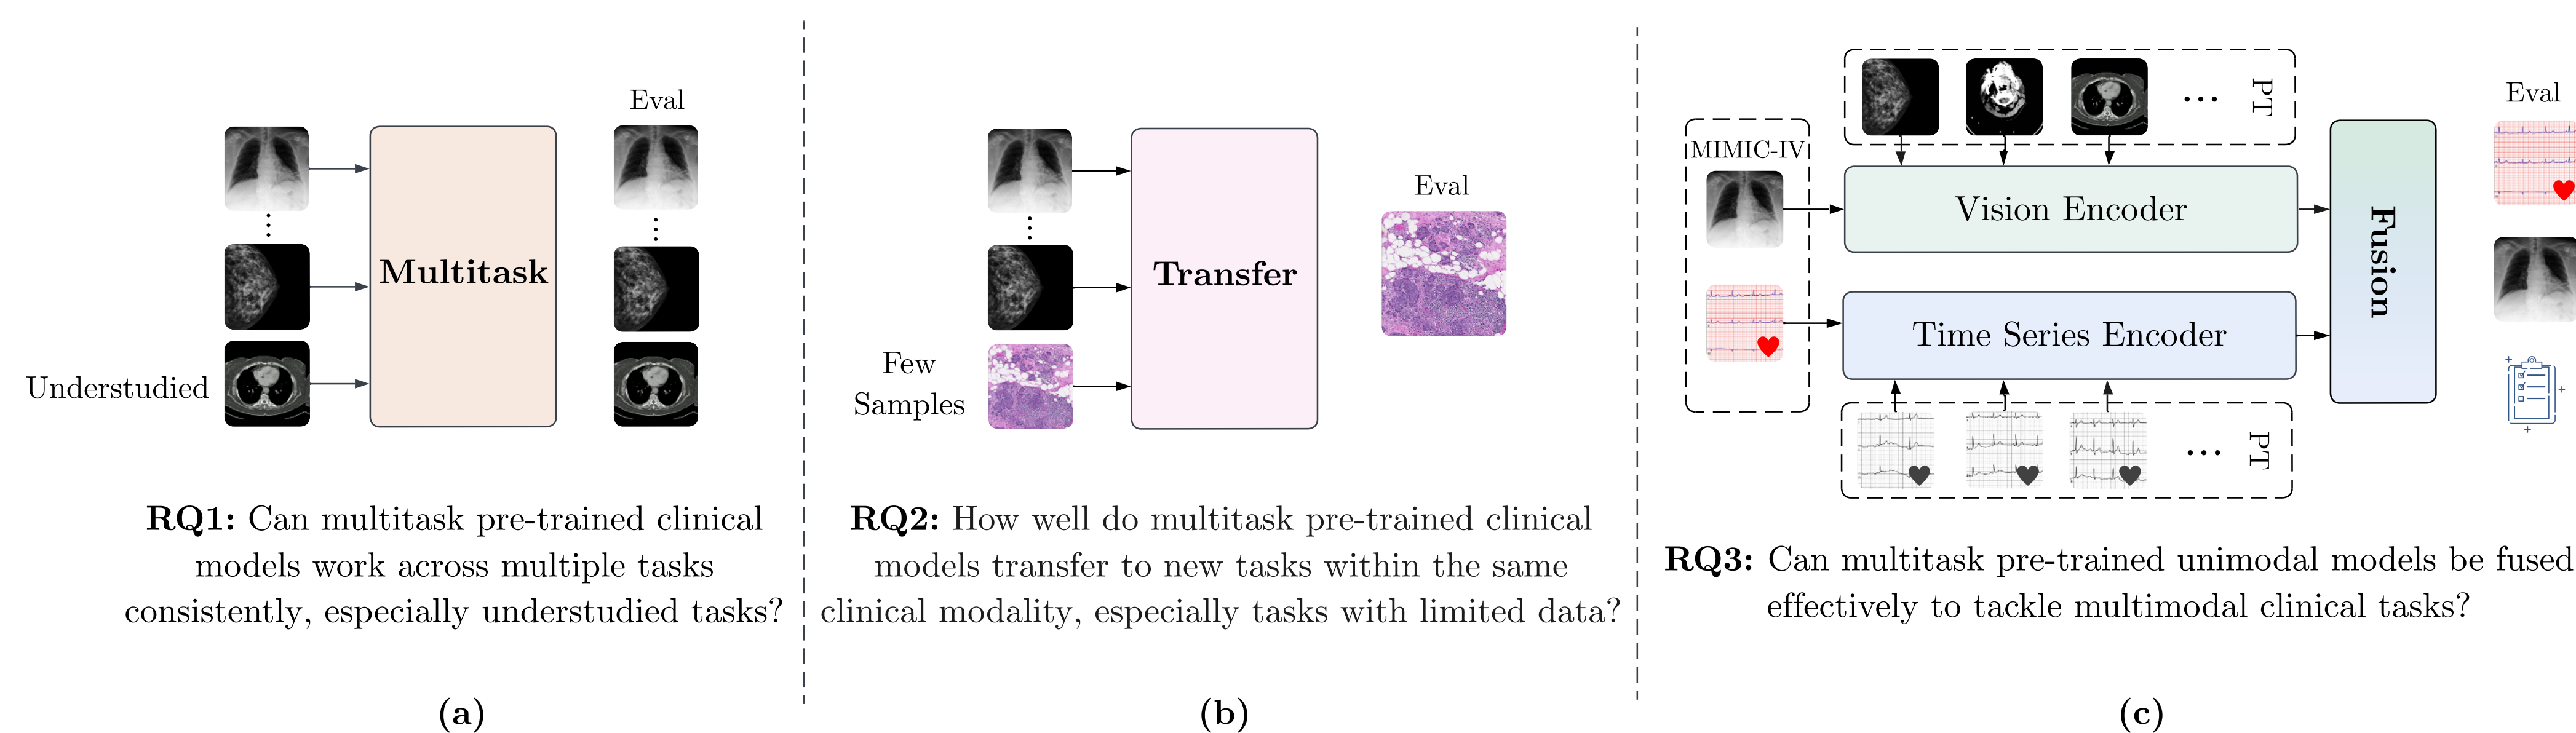 Eval
Multitask
Understudied
RQ1: Can multitask pre-trained clinical
models work across multiple tasks
consistently, especially understudied tasks?
(a)
Eval
Transfer
Few
Samples
RQ2: How well do multitask pre-trained clinical
models transfer to new tasks within the same
clinical modality, especially tasks with limited data?
(b)
PT
Eval
MIMIC-IV
Vision Encoder
Fusion
Time Series Encoder
PT
RQ3: Can multitask pre-trained unimodal models be fused
effectively to tackle multimodal clinical tasks?
(c)